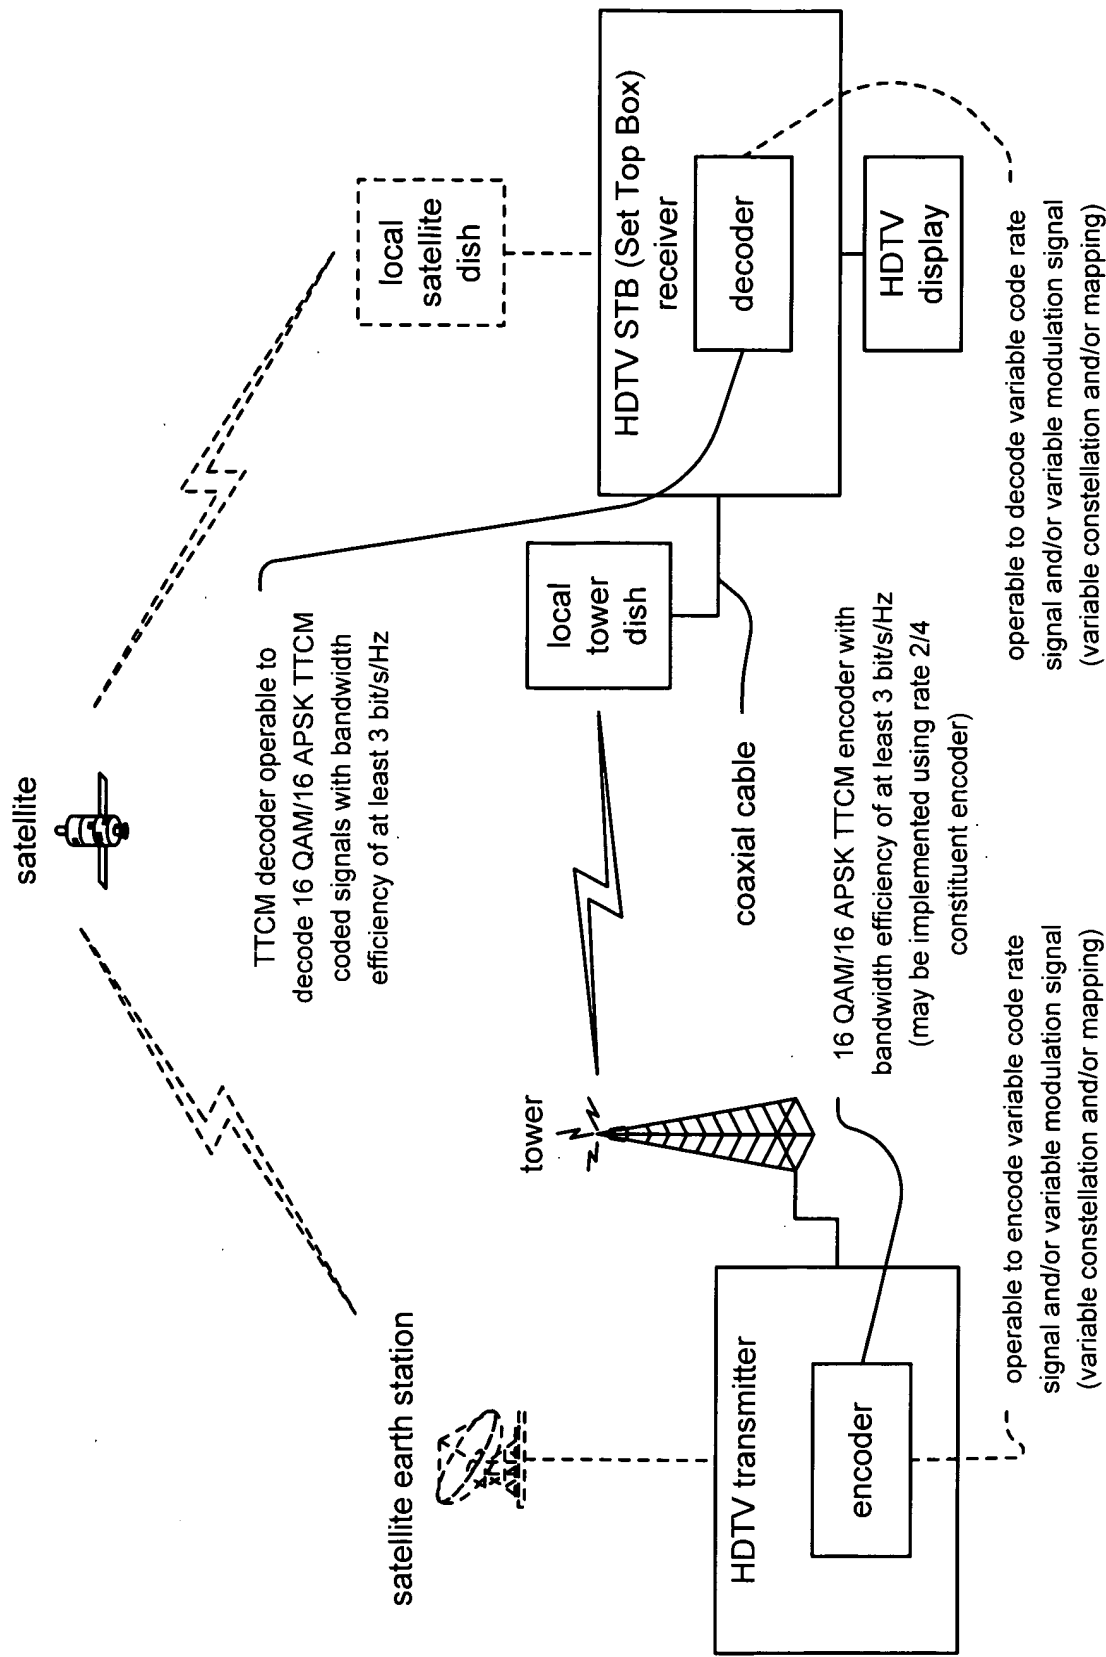 satellite
satellite earth station
local
satellite
dish
TTCM decoder operable to
decode 16 QAM/16 APSK TTCM
coded signals with bandwidth
efficiency of at least 3 bit/s/Hz
tower
local
tower
dish
HDTV STB (Set Top Box)
receiver
decoder
HDTV
display
coaxial cable
HDTV transmitter
encoder
16 QAM/16 APSK TTCM encoder with
bandwidth efficiency of at least 3 bit/s/Hz
(may be implemented using rate 2/4
constituent encoder)
operable to encode variable code rate
signal and/or variable modulation signal
(variable constellation and/or mapping)
operable to decode variable code rate
signal and/or variable modulation signal
(variable constellation and/or mapping)